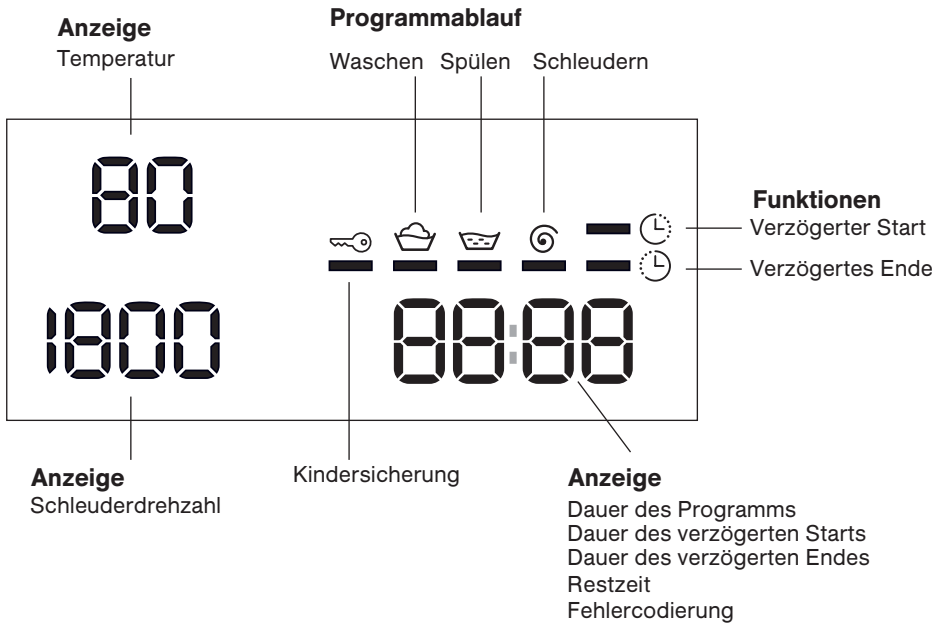 Anzeige
Temperatur
Programmablauf
Waschen Spülen Schleudern
80
1800
88:88
Funktionen
Verzögerter Start
Verzögertes Ende
Anzeige
Schleuderdrehzahl
Kindersicherung
Anzeige
Dauer des Programms
Dauer des verzögerten Starts
Dauer des verzögerten Endes
Restzeit
Fehlercodierung